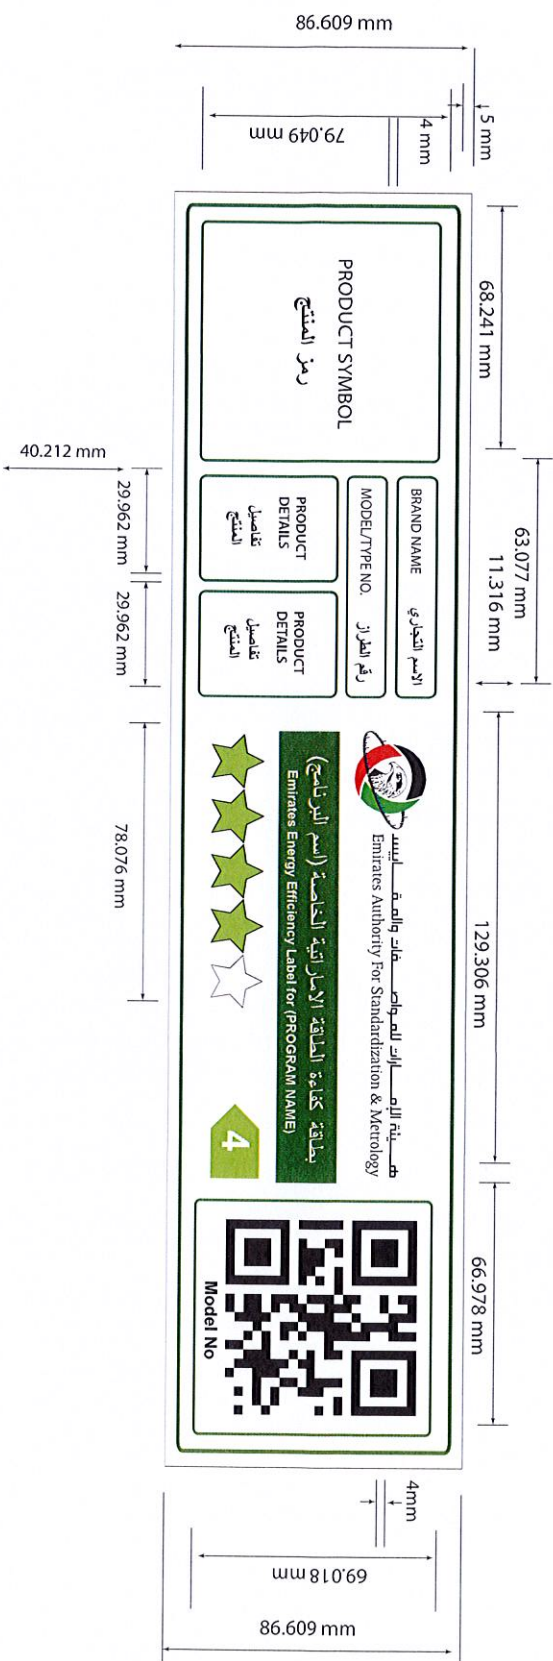 86.609 mm
79.049 mm
4 mm
5 mm
68.241 mm
63.077 mm
11.316 mm
129.306 mm
66.978 mm
PRODUCT SYMBOL
رمز المنتج
BRAND NAME الاسم التجاري
MODEL/TYPE NO. رقم الطراز
PRODUCT
DETAILS
تفاصيل
المنتج
PRODUCT
DETAILS
تفاصيل
المنتج
هيئة الإمارات للمواصفات والمقاييس
Emirates Authority For Standardization & Metrology
بطاقة كفاءة الطاقة الاماراتية الخاصة (اسم البرنامج)
Emirates Energy Efficiency Label for (PROGRAM NAME)
4
Model No
40.212 mm
29.962 mm
29.962 mm
78.076 mm
4mm
69.018 mm
86.609 mm